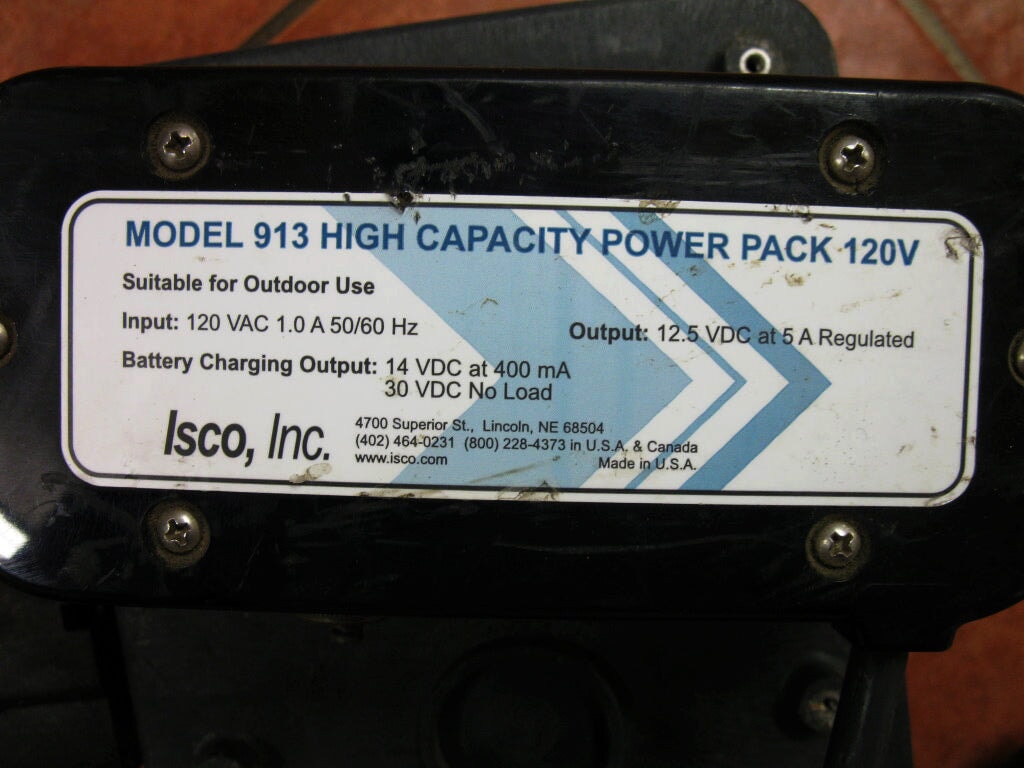 MODEL 913 HIGH CAPACITY POWER PACK 120V
Suitable for Outdoor Use
Input: 120 VAC 1.0 A 50/60 Hz
Output: 12.5 VDC at 5 A Regulated
Battery Charging Output: 14 VDC at 400 mA
30 VDC No Load
Isco, Inc.
4700 Superior St., Lincoln, NE 68504
(402) 464-0231 (800) 228-4373 in U.S.A. & Canada
www.isco.com Made in U.S.A.